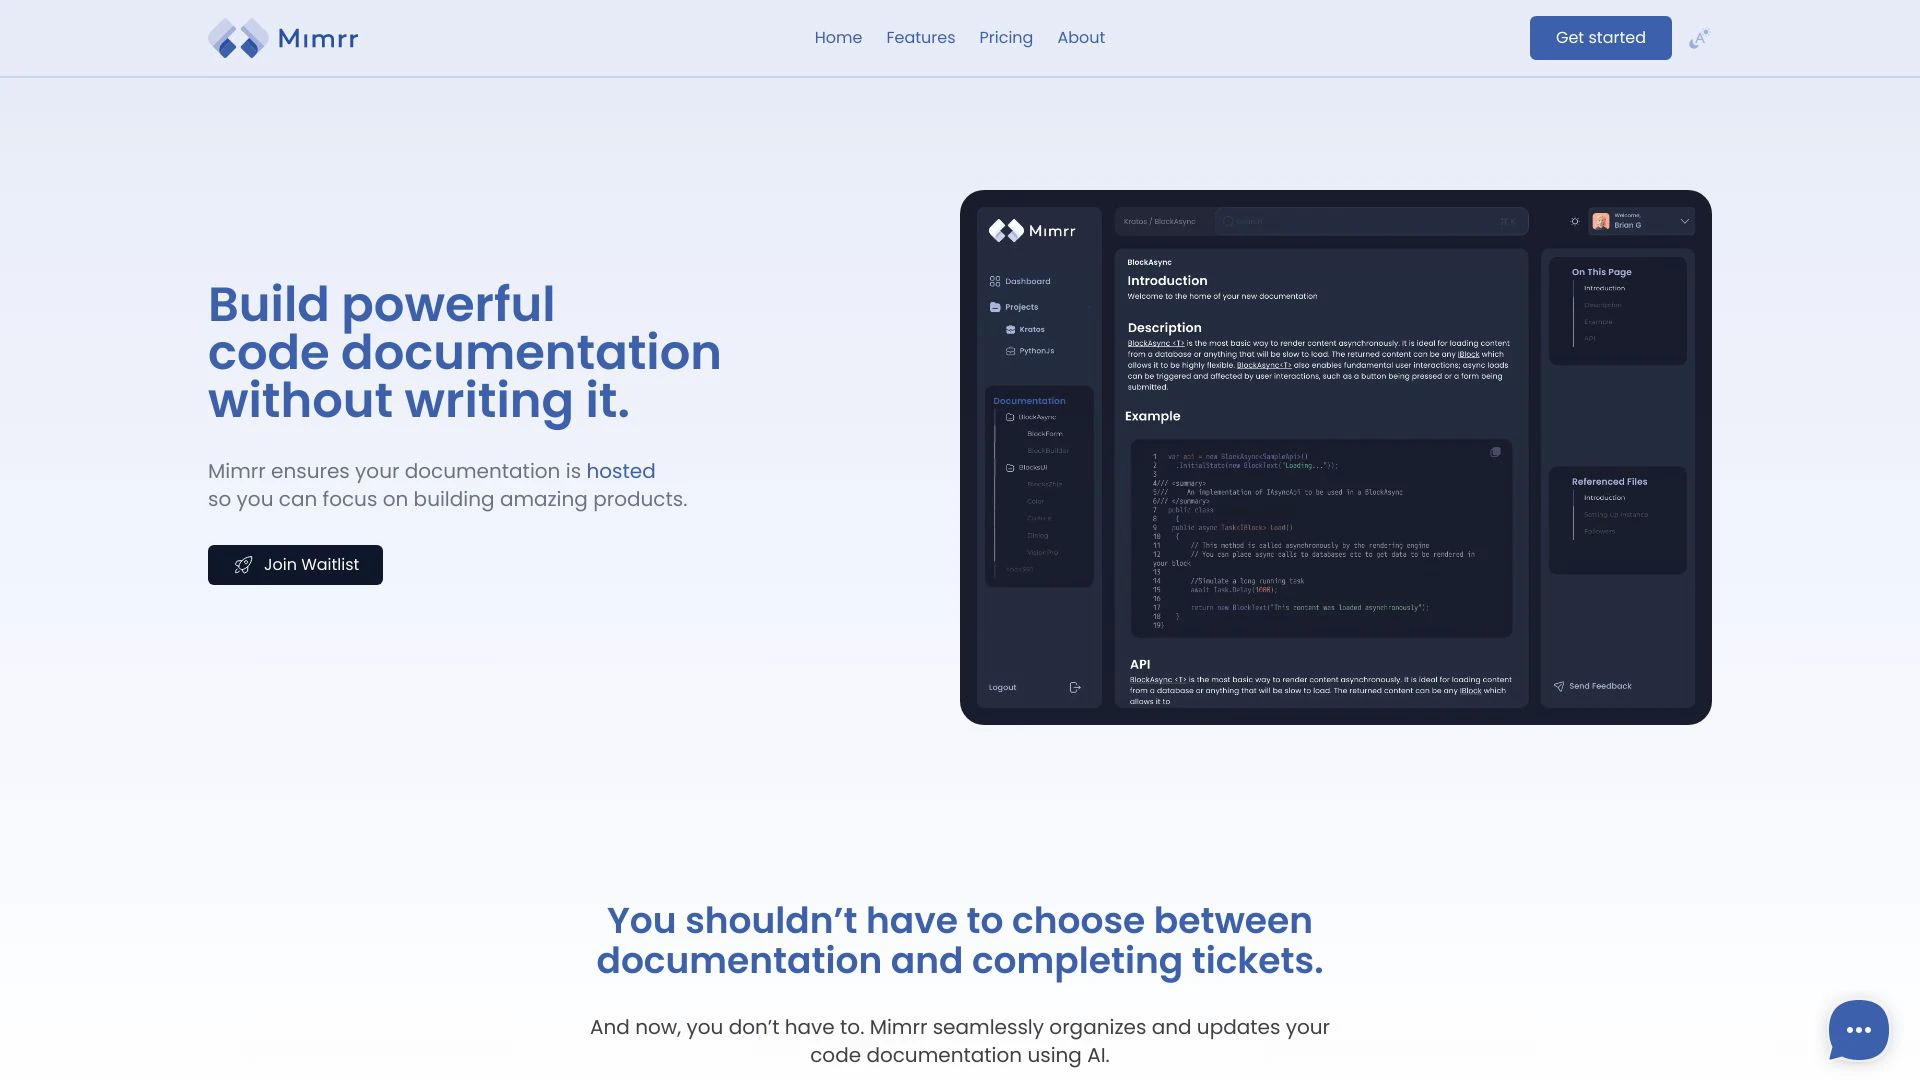 Mimrr
Home
Features
Pricing
About
Get started
Build powerful
code documentation
without writing it.
Mimrr ensures your documentation is hosted
so you can focus on building amazing products.
Join Waitlist
Mimrr
Dashboard
Projects
Kratos
PythonJs
Documentation
BlockAsync
BlockForm
BlockBuilder
BlocksUi
Color
Dialog
Logout
Kratos / BlockAsync
Search
Welcome,
Brian G
BlockAsync
Introduction
Welcome to the home of your new documentation
Description
BlockAsync <T> is the most basic way to render content asynchronously. It is ideal for loading content
from a database or anything that will be slow to load. The returned content can be any IBlock which
allows it to be highly flexible. BlockAsync<T> also enables fundamental user interactions; async loads
can be triggered and affected by user interactions, such as a button being pressed or a form being
submitted.
Example
1 var api = new BlockAsync<SampleApi>()
2 .InitialState(new BlockText("Loading..."));
3
4/// <summary>
5/// An implementation of IAsyncApi to be used in a BlockAsync
6/// </summary>
7 public class
8 {
9 public async Task<IBlock> Load()
10 {
11 // This method is called asynchronously by the rendering engine
12 // You can place async calls to databases etc to get data to be rendered in
your block
13
14 //Simulate a long running task
15 await Task.Delay(1000);
16
17 return new BlockText("This content was loaded asynchronously");
18 }
19}
API
BlockAsync <T> is the most basic way to render content asynchronously. It is ideal for loading content
from a database or anything that will be slow to load. The returned content can be any IBlock which
allows it to
On This Page
Introduction
Description
Example
API
Referenced Files
Introduction
Setting Up Instance
Followers
Send Feedback
You shouldn’t have to choose between
documentation and completing tickets.
And now, you don’t have to. Mimrr seamlessly organizes and updates your
code documentation using AI.